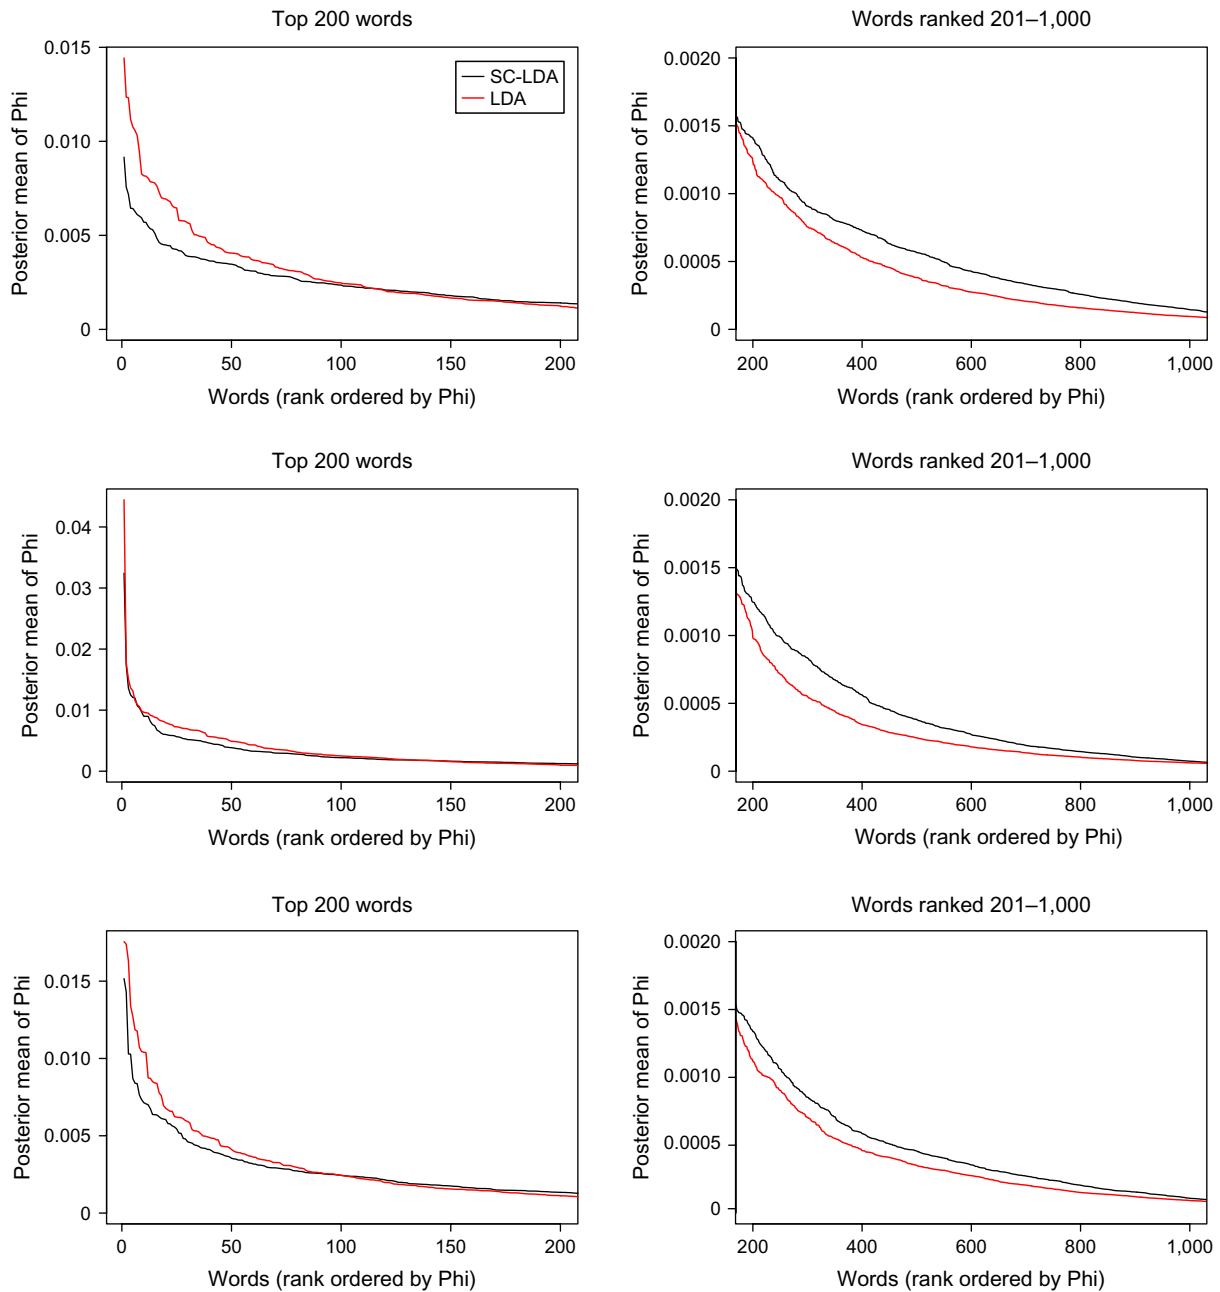 Top 200 words
Words ranked 201–1,000
0.015
0.010
0.005
0
Posterior mean of Phi
SC-LDA
LDA
0 50 100 150 200
Words (rank ordered by Phi)
0.0020
0.0015
0.0010
0.0005
0
Posterior mean of Phi
200 400 600 800 1,000
Words (rank ordered by Phi)
Top 200 words
Words ranked 201–1,000
0.04
0.03
0.02
0.01
0
Posterior mean of Phi
0 50 100 150 200
Words (rank ordered by Phi)
0.0020
0.0015
0.0010
0.0005
0
Posterior mean of Phi
200 400 600 800 1,000
Words (rank ordered by Phi)
Top 200 words
Words ranked 201–1,000
0.015
0.010
0.005
0
Posterior mean of Phi
0 50 100 150 200
Words (rank ordered by Phi)
0.0020
0.0015
0.0010
0.0005
0
Posterior mean of Phi
200 400 600 800 1,000
Words (rank ordered by Phi)